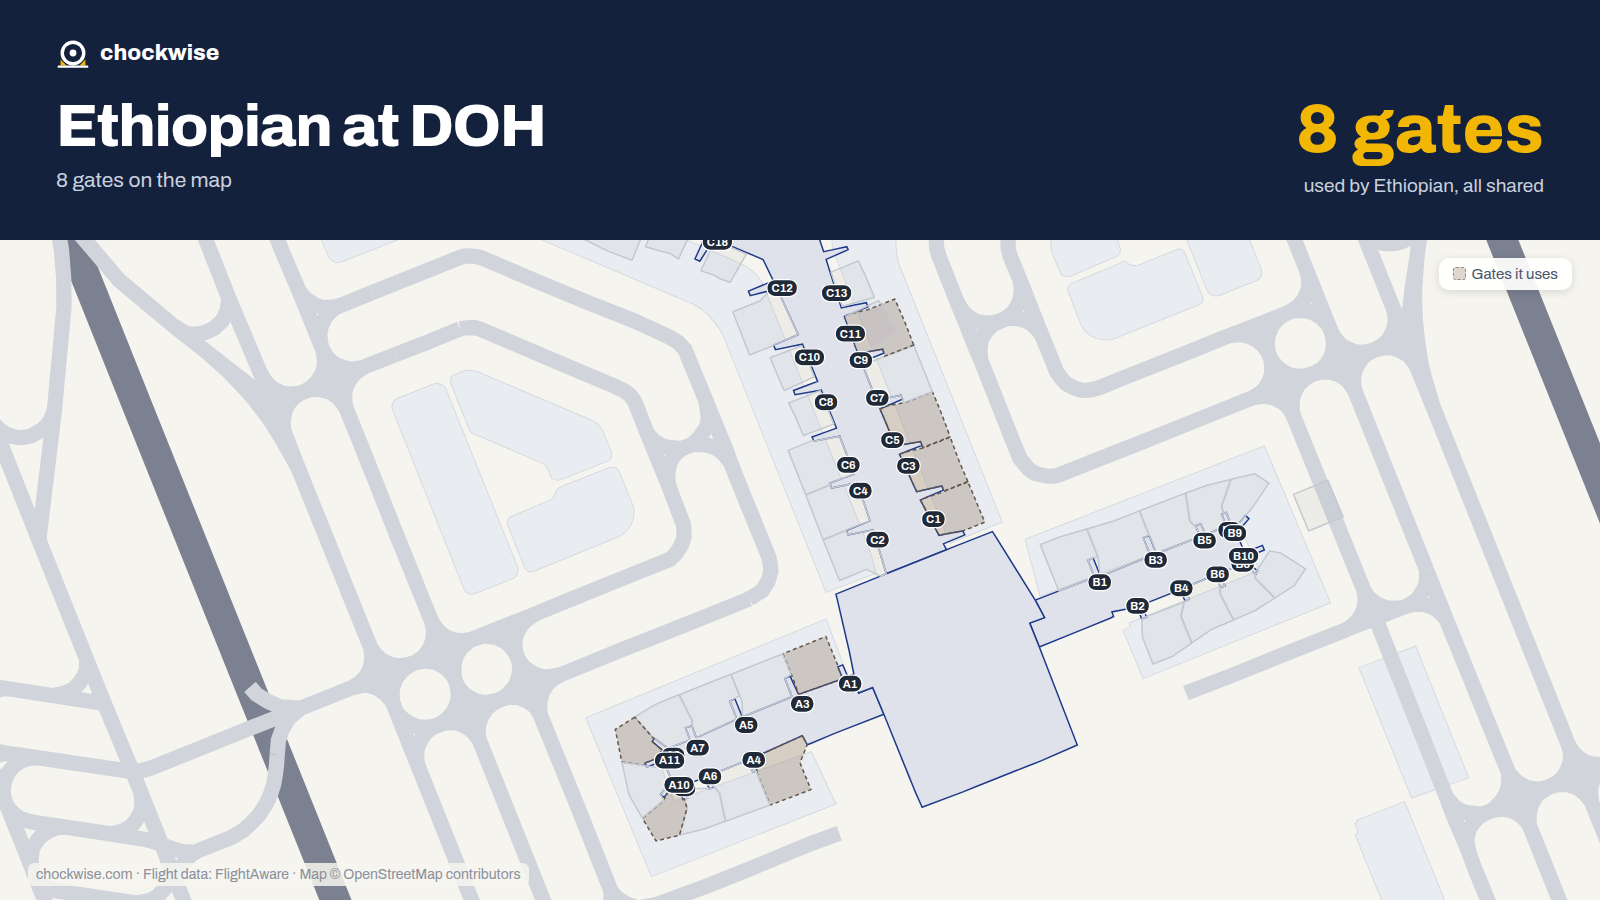 chockwise
Ethiopian at DOH
8 gates on the map
8 gates
used by Ethiopian, all shared
Gates it uses
C18
C12
C13
C11
C10
C9
C8
C7
C5
C6
C3
C4
C1
C2
B9
B5
B10
B3
B6
B1
B4
B2
A1
A3
A5
A7
A11
A4
A6
A10
chockwise.com · Flight data: FlightAware · Map © OpenStreetMap contributors